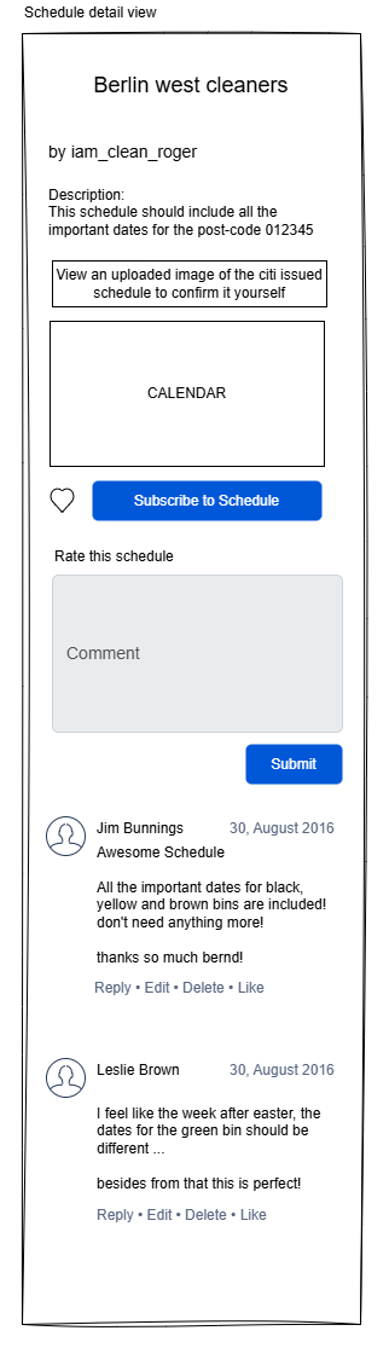 Schedule detail view
Berlin west cleaners
by iam_clean_roger
Description:
This schedule should include all the
important dates for the post-code 012345
View an uploaded image of the citi issued
schedule to confirm it yourself
CALENDAR
Subscribe to Schedule
Rate this schedule
Comment
Submit
Jim Bunnings 30, August 2016
Awesome Schedule
All the important dates for black,
yellow and brown bins are included!
don't need anything more!
thanks so much bernd!
Reply • Edit • Delete • Like
Leslie Brown 30, August 2016
I feel like the week after easter, the
dates for the green bin should be
different ...
besides from that this is perfect!
Reply • Edit • Delete • Like